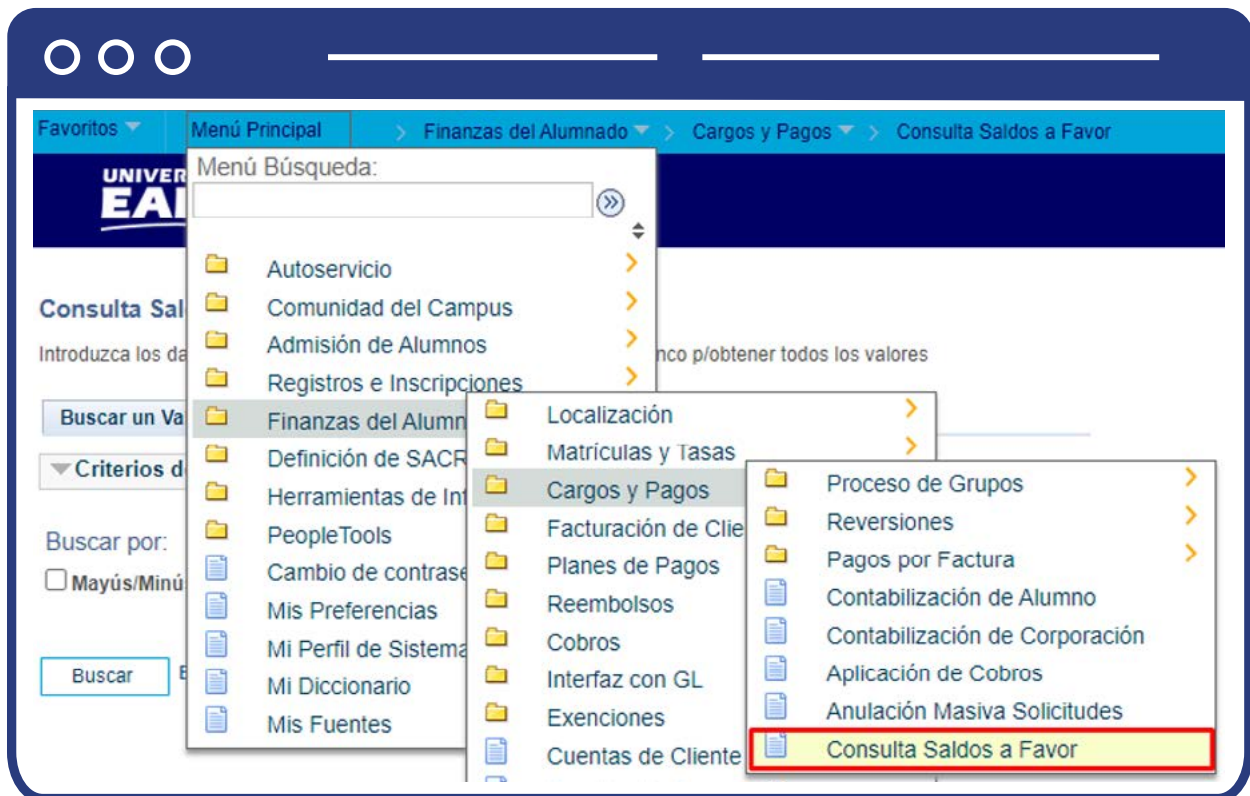 Favoritos Menú Principal Finanzas del Alumnado Cargos y Pagos Consulta Saldos a Favor
Menú Búsqueda:
Autoservicio
Comunidad del Campus
Admisión de Alumnos
Registros e Inscripciones
Finanzas del Alumn
Definición de SACR
Herramientas de Inf
PeopleTools
Cambio de contrase
Mis Preferencias
Mi Perfil de Sistema
Mi Diccionario
Mis Fuentes
Localización
Matrículas y Tasas
Cargos y Pagos
Facturación de Clie
Planes de Pagos
Reembolsos
Cobros
Interfaz con GL
Exenciones
Cuentas de Cliente
Proceso de Grupos
Reversiones
Pagos por Factura
Contabilización de Alumno
Contabilización de Corporación
Aplicación de Cobros
Anulación Masiva Solicitudes
Consulta Saldos a Favor
UNIVER
EA
Consulta Sal
Introduzca los da
nco p/obtener todos los valores
Buscar un Va
Criterios d
Buscar por:
Mayús/Minú
Buscar